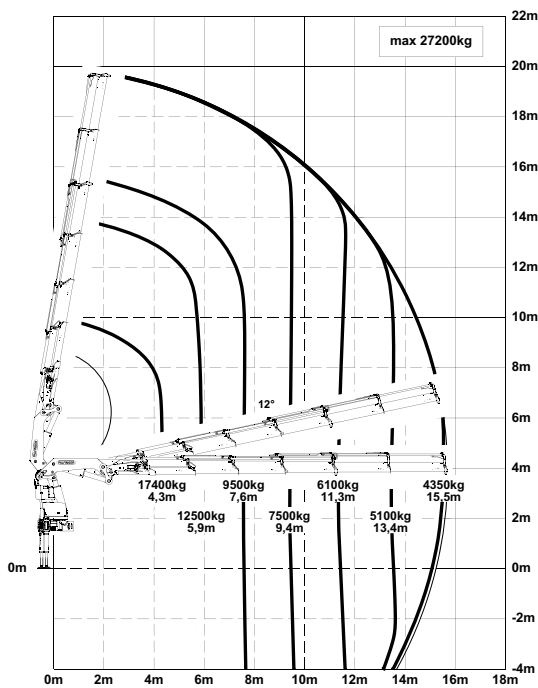 22m
max 27200kg
20m
18m
16m
14m
12m
10m
8m
12°
6m
4m
17400kg
4,3m
9500kg
7,6m
6100kg
11,3m
4350kg
15,5m
12500kg
5,9m
7500kg
9,4m
5100kg
13,4m
2m
0m
0m
-2m
-4m
0m 2m 4m 6m 8m 10m 12m 14m 16m 18m